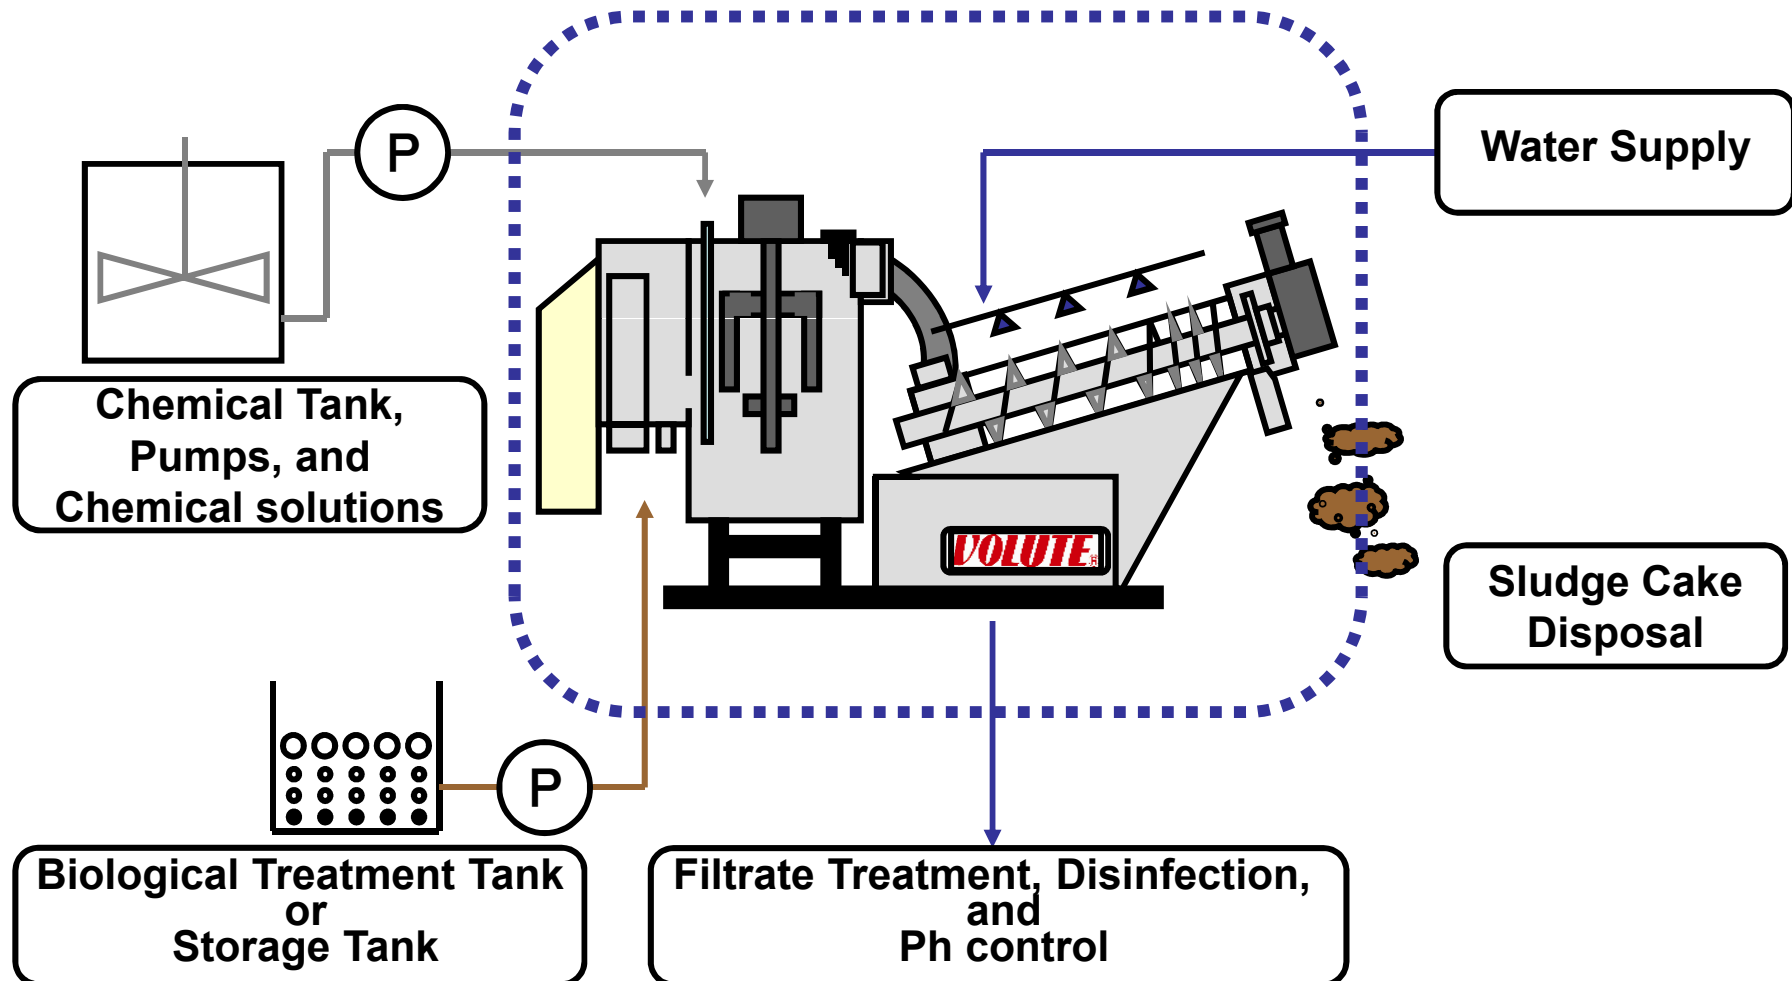 P
Water Supply
Chemical Tank,
Pumps, and
Chemical solutions
VOLUTE
Sludge Cake
Disposal
P
Biological Treatment Tank
or
Storage Tank
Filtrate Treatment, Disinfection,
and
Ph control